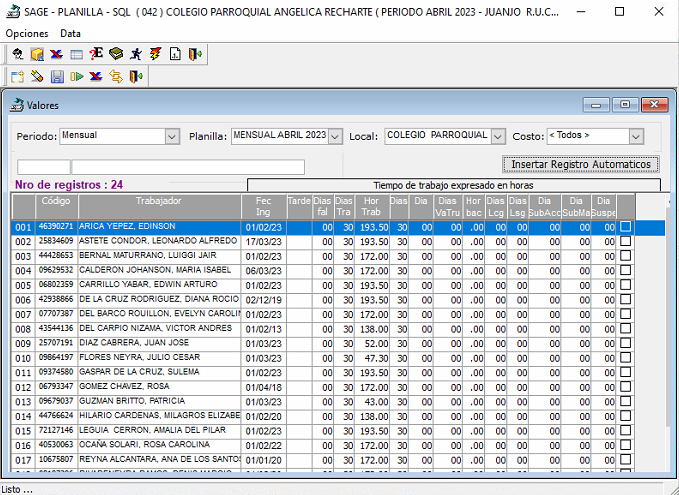 SAGE - PLANILLA - SQL ( 042 ) COLEGIO PARROQUIAL ANGELICA RECHARTE ( PERIODO ABRIL 2023 - JUANJO R.U.C...
Opciones Data
Valores
Periodo: Mensual Planilla: MENSUAL ABRIL 2023 Local: COLEGIO PARROQUIAL Costo: < Todos >
Insertar Registro Automaticos
Nro de registros : 24 Tiempo de trabajo expresado en horas
Código Trabajador Fec Ing Tarde Dias fal Dias Tra Hor Trab Dias Dia Dias VaTru Hor bac Dias Lcg Dias Lsg Dia SubAcc Dia SubMa Dia Suspe
001 46390271 ARICA YEPEZ, EDINSON 01/02/23 00 30 193.50 30 00 00 .00 00 00 00 00 00
002 25834609 ASTETE CONDOR, LEONARDO ALFREDO 17/03/23 00 30 193.50 30 00 00 .00 00 00 00 00 00
003 44428653 BERNAL MATURRANO, LUIGGI JAIR 01/02/23 00 30 172.00 30 00 00 .00 00 00 00 00 00
004 09629532 CALDERON JOHANSON, MARIA ISABEL 06/03/23 00 30 172.00 30 00 00 .00 00 00 00 00 00
005 06802359 CARRILLO YABAR, EDWIN ARTURO 01/02/23 00 30 193.50 30 00 00 .00 00 00 00 00 00
006 42938866 DE LA CRUZ RODRIGUEZ, DIANA ROCIO 02/12/19 00 30 193.50 30 00 00 .00 00 00 00 00 00
007 07707387 DEL BARCO ROUILLON, EVELYN CAROLIN 01/02/23 00 30 172.00 30 00 00 .00 00 00 00 00 00
008 43544136 DEL CARPIO NIZAMA, VICTOR ANDRES 01/02/13 00 30 138.00 30 00 00 .00 00 00 00 00 00
009 25707191 DIAZ CABRERA, JUAN JOSE 01/03/23 00 30 52.00 30 00 00 .00 00 00 00 00 00
010 09864197 FLORES NEYRA, JULIO CESAR 01/03/23 00 30 47.30 30 00 00 .00 00 00 00 00 00
011 09374580 GASPAR DE LA CRUZ, SULEMA 01/02/23 00 30 193.50 30 00 00 .00 00 00 00 00 00
012 06793347 GOMEZ CHAVEZ, ROSA 01/04/18 00 30 172.00 30 00 00 .00 00 00 00 00 00
013 09679037 GUZMAN BRITTO, PATRICIA 01/03/23 00 30 43.00 30 00 00 .00 00 00 00 00 00
014 44766624 HILARIO CARDENAS, MILAGROS ELIZABE 01/02/20 00 30 138.00 30 00 00 .00 00 00 00 00 00
015 72127146 LEGUIA CERRON, AMALIA DEL PILAR 01/02/23 00 30 193.50 30 00 00 .00 00 00 00 00 00
016 40530063 OCAÑA SOLARI, ROSA CAROLINA 01/02/22 00 30 172.00 30 00 00 .00 00 00 00 00 00
017 10675807 REYNA ALCANTARA, ANA DE LOS SANTOS 01/01/20 00 30 172.00 30 00 00 .00 00 00 00 00 00
Listo ...